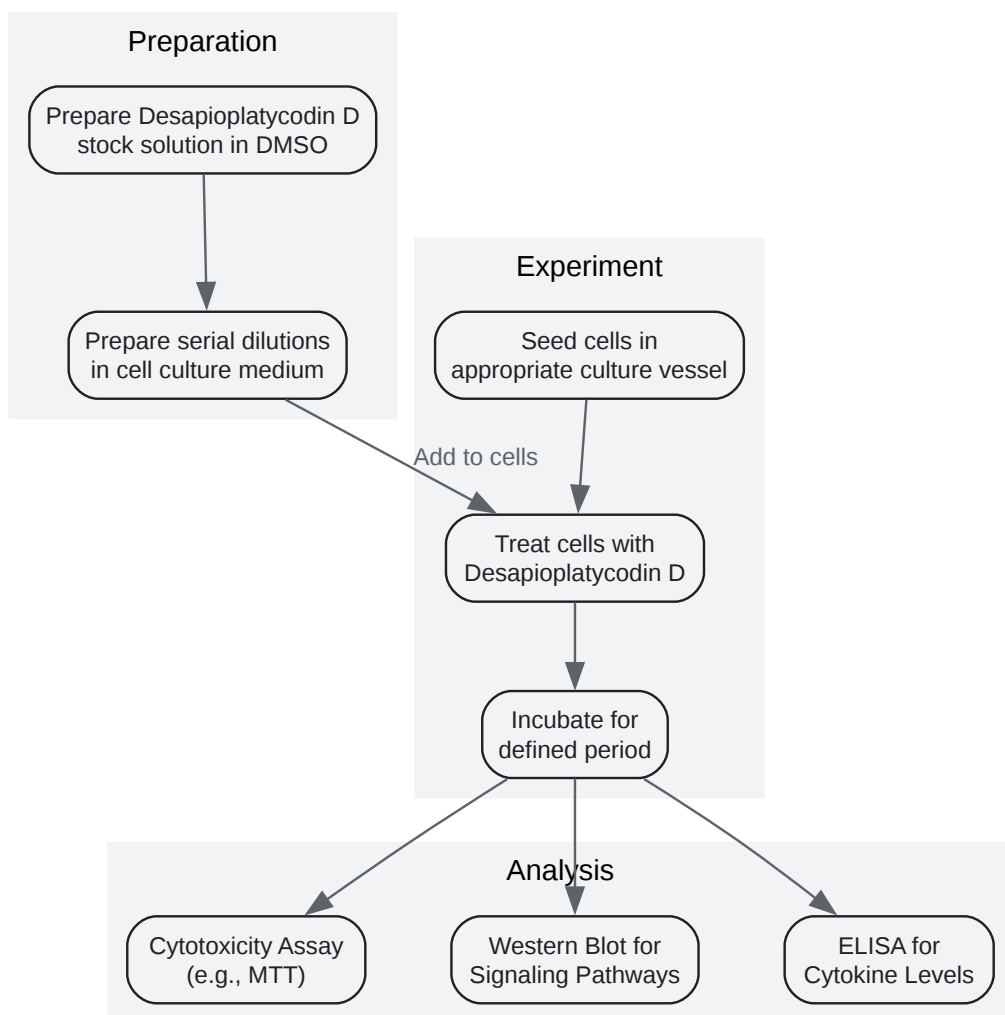 Preparation
Prepare Desapioplatycodin D
stock solution in DMSO
Prepare serial dilutions
in cell culture medium
Experiment
Seed cells in
appropriate culture vessel
Add to cells
Treat cells with
Desapioplatycodin D
Incubate for
defined period
Analysis
Cytotoxicity Assay
(e.g., MTT)
Western Blot for
Signaling Pathways
ELISA for
Cytokine Levels